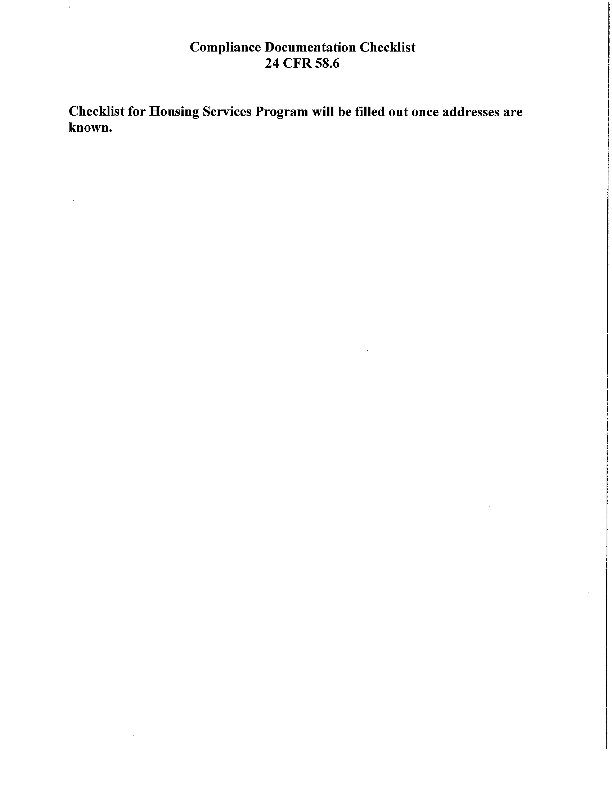 Compliance Documentation Checklist
24 CFR 58.6
Checklist for Housing Services Program will be filled out once addresses are
known.